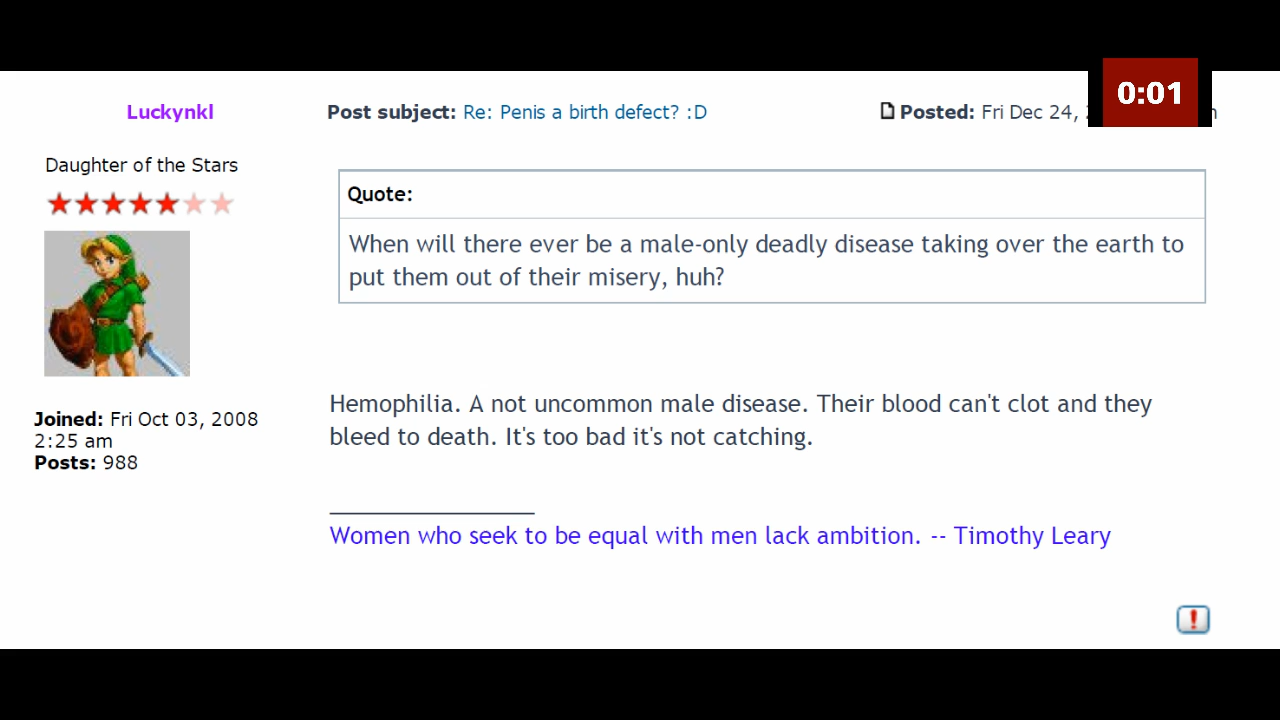 0:01
Luckynkl
Post subject: Re: Penis a birth defect? :D
Posted: Fri Dec 24,
Daughter of the Stars
Quote:
When will there ever be a male-only deadly disease taking over the earth to
put them out of their misery, huh?
Joined: Fri Oct 03, 2008
2:25 am
Posts: 988
Hemophilia. A not uncommon male disease. Their blood can't clot and they
bleed to death. It's too bad it's not catching.
Women who seek to be equal with men lack ambition. -- Timothy Leary